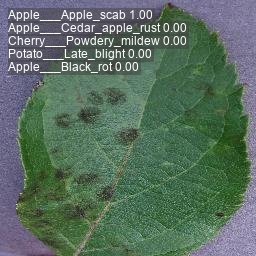 Apple___Apple_scab 1.00
Apple___Cedar_apple_rust 0.00
Cherry___Powdery_mildew 0.00
Potato___Late_blight 0.00
Apple___Black_rot 0.00